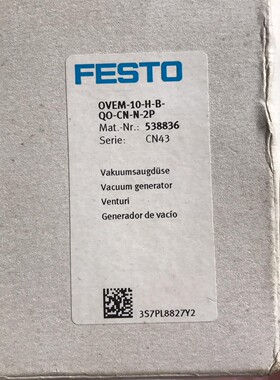 FESTO
OVEM-10-H-B-
QO-CN-N-2P
Mat.-Nr.: 538836
Serie: CN43
Vakuumsaugdüse
Vacuum generator
Venturi
Generador de vacío
3S7PL8827Y2